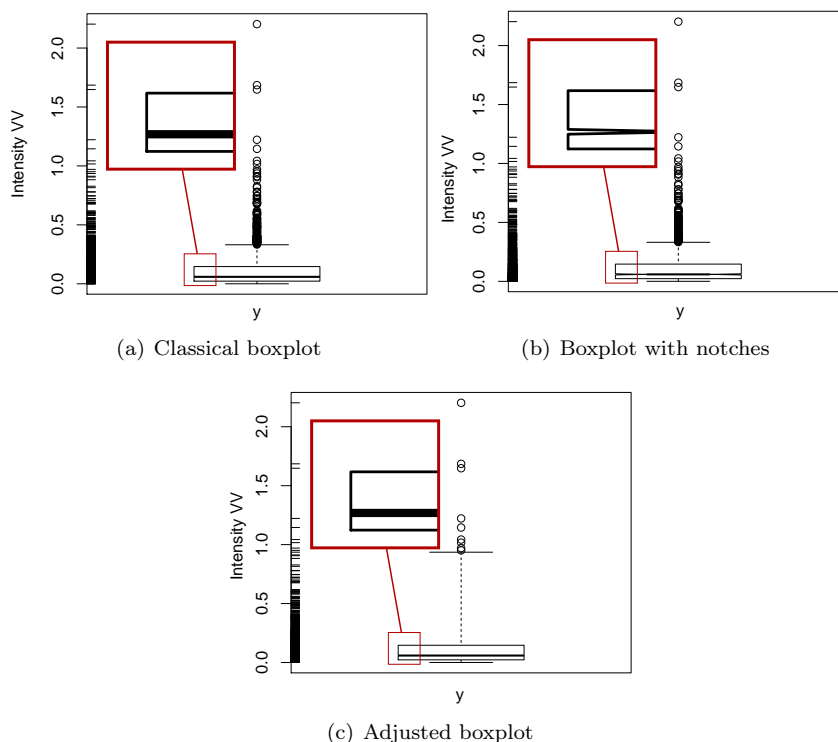 2.0
1.5
1.0
0.5
0.0
Intensity VV
y
(a) Classical boxplot
2.0
1.5
1.0
0.5
0.0
Intensity VV
y
(b) Boxplot with notches
2.0
1.5
1.0
0.5
0.0
Intensity VV
y
(c) Adjusted boxplot